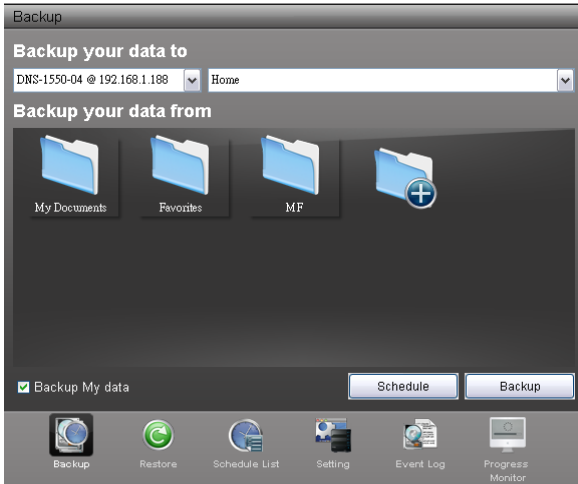 Backup
Backup your data to
DNS-1550-04 @ 192.168.1.188 Home
Backup your data from
My Documents Favorites MF
Backup My data Schedule Backup
Backup Restore Schedule List Setting Event Log Progress
Monitor